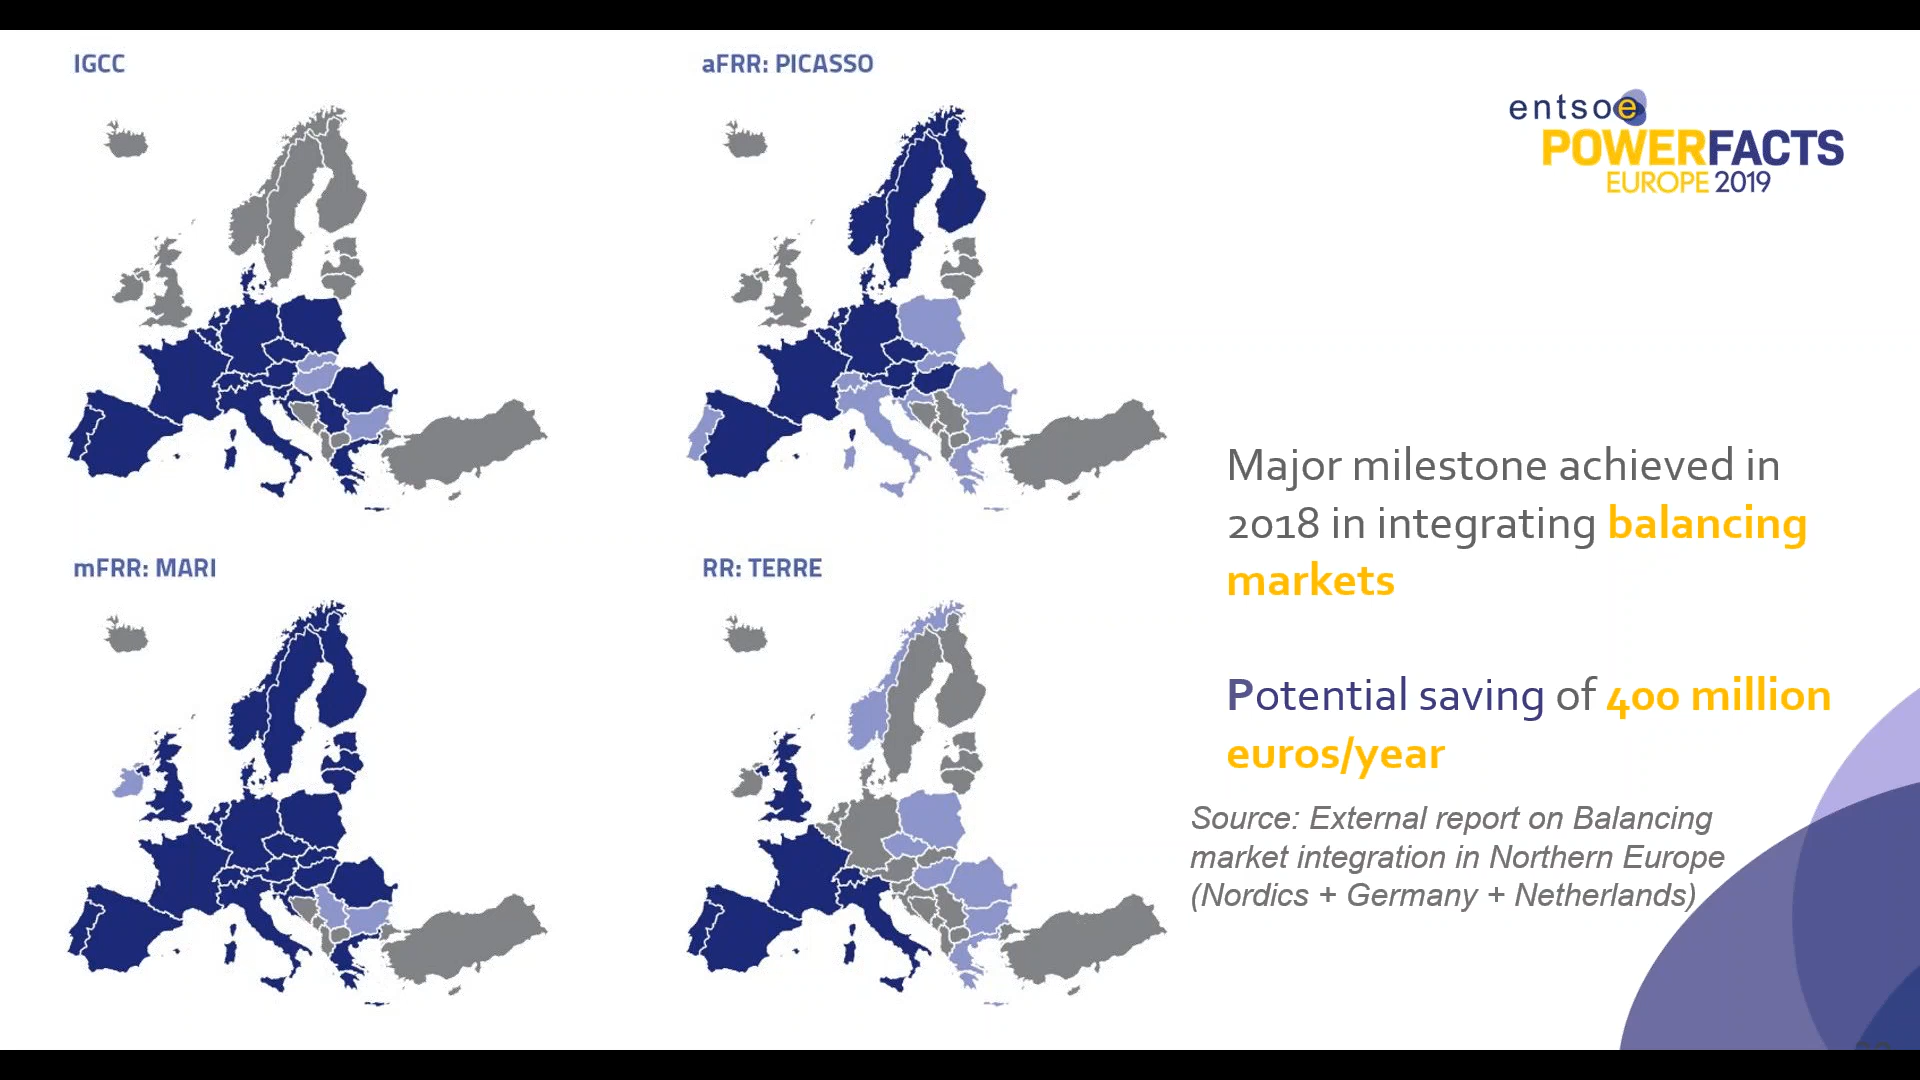 IGCC
aFRR: PICASSO
entsoe
POWERFACTS
EUROPE 2019
Major milestone achieved in
2018 in integrating balancing
markets
mFRR: MARI
RR: TERRE
Potential saving of 400 million
euros/year
Source: External report on Balancing
market integration in Northern Europe
(Nordics + Germany + Netherlands)